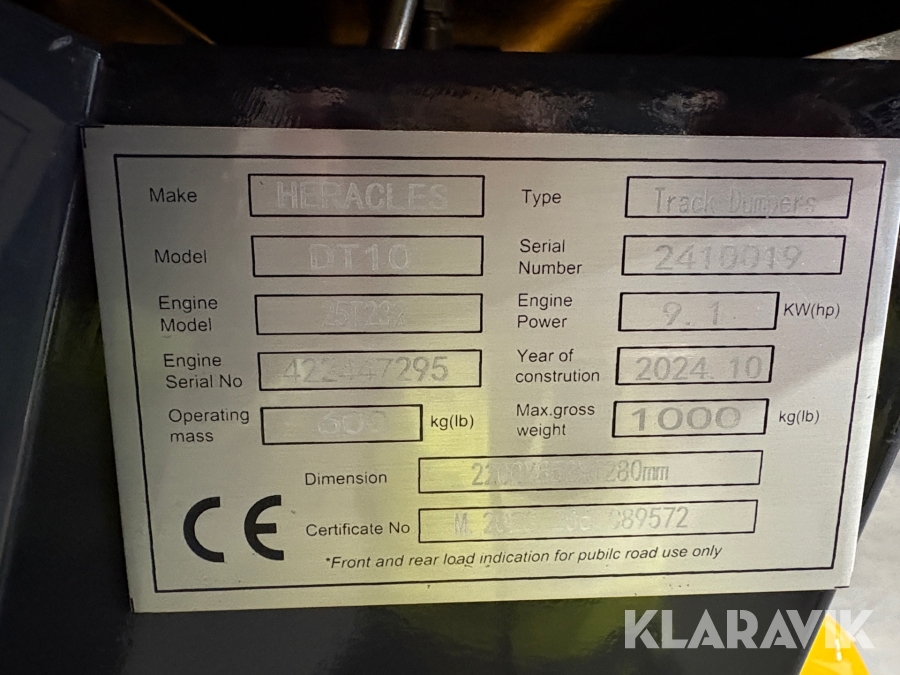 Make HERACLES Type Track Dumpers
Model DT10 Serial Number 2410019
Engine Model Engine Power 9.1 KW(hp)
Engine Serial No 422447295 Year of constrution 2024.10
Operating mass kg(lb) Max.gross weight 1000 kg(lb)
Dimension 1280mm
CE Certificate No
*Front and rear load indication for pubilc road use only
KLARAVIK